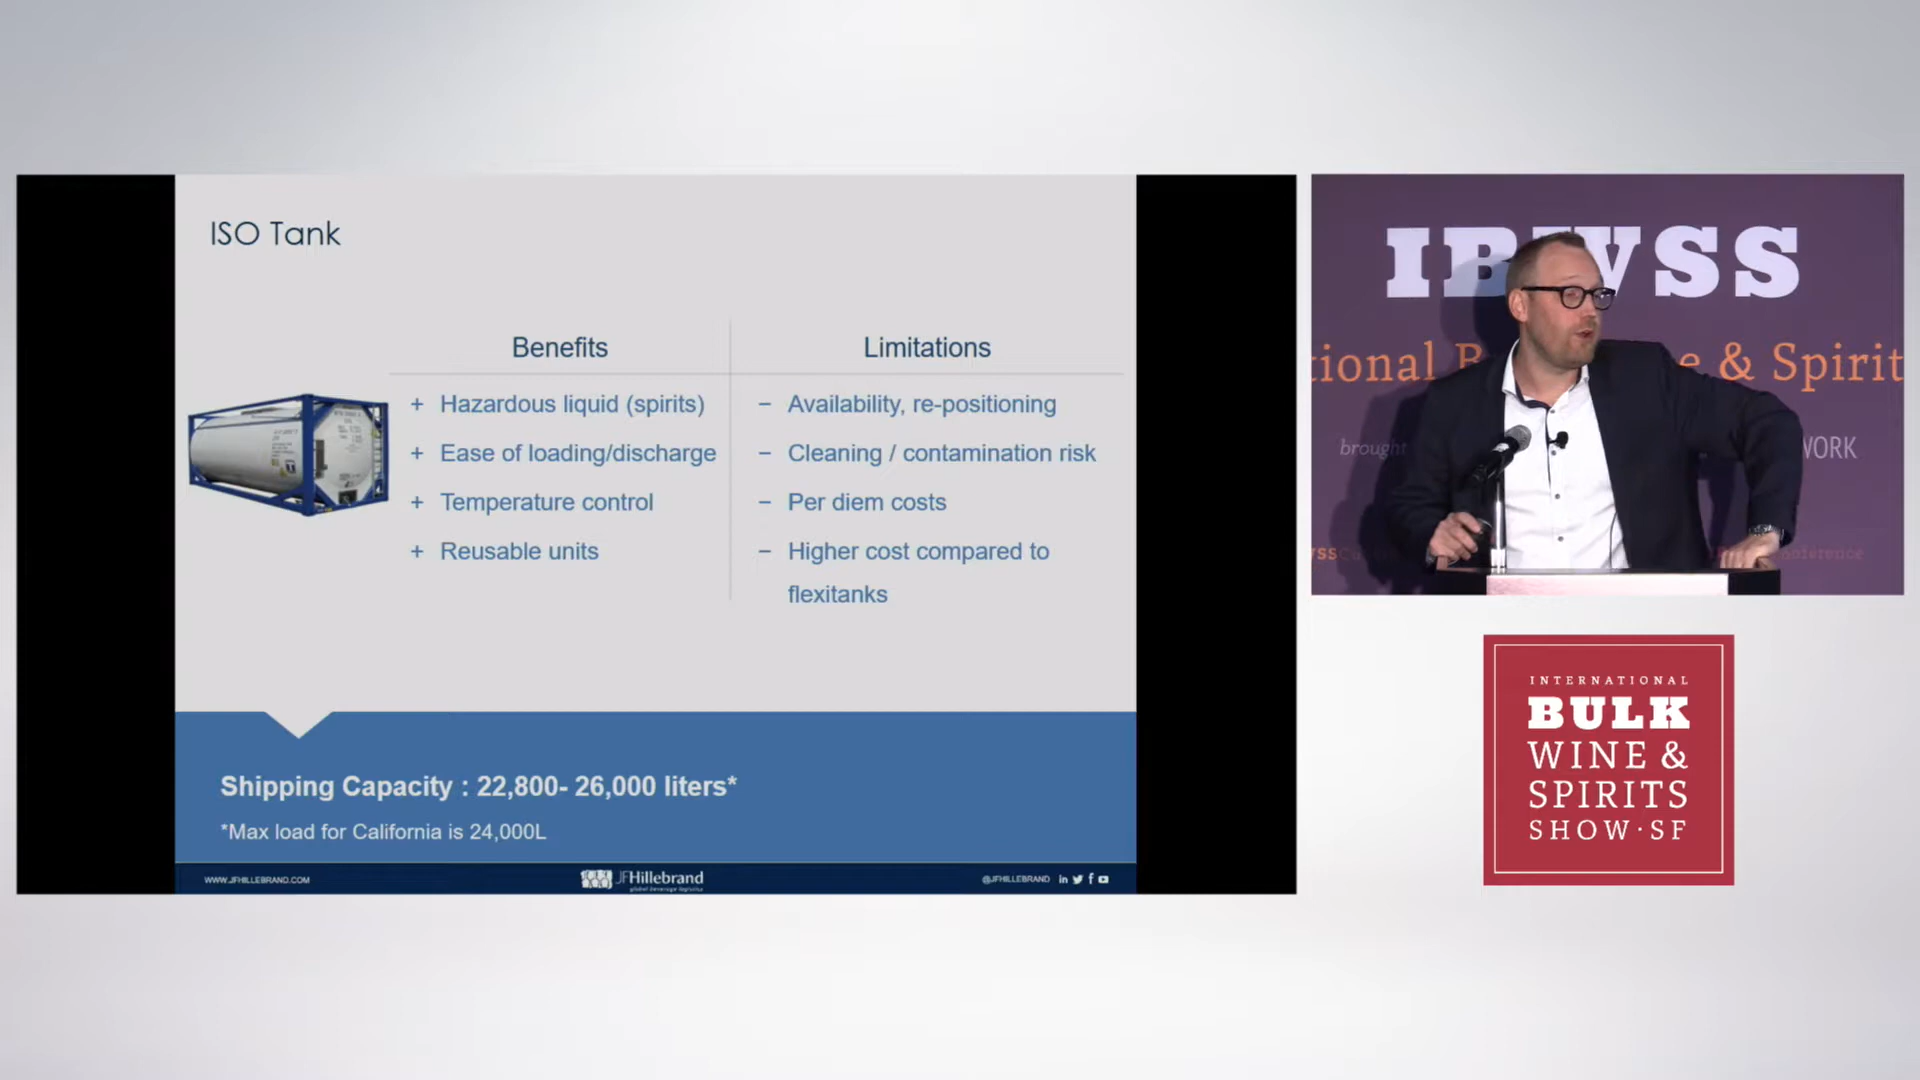 ISO Tank
Benefits
+ Hazardous liquid (spirits)
+ Ease of loading/discharge
+ Temperature control
+ Reusable units
Limitations
− Availability, re-positioning
− Cleaning / contamination risk
− Per diem costs
− Higher cost compared to
flexitanks
Shipping Capacity : 22,800- 26,000 liters*
*Max load for California is 24,000L
WWW.JFHILLEBRAND.COM
JFHillebrand
global beverage logistics
@JFHILLEBRAND
IBWSS
tional B e & Spirit
brought WORK
INTERNATIONAL
BULK
WINE &
SPIRITS
SHOW·SF